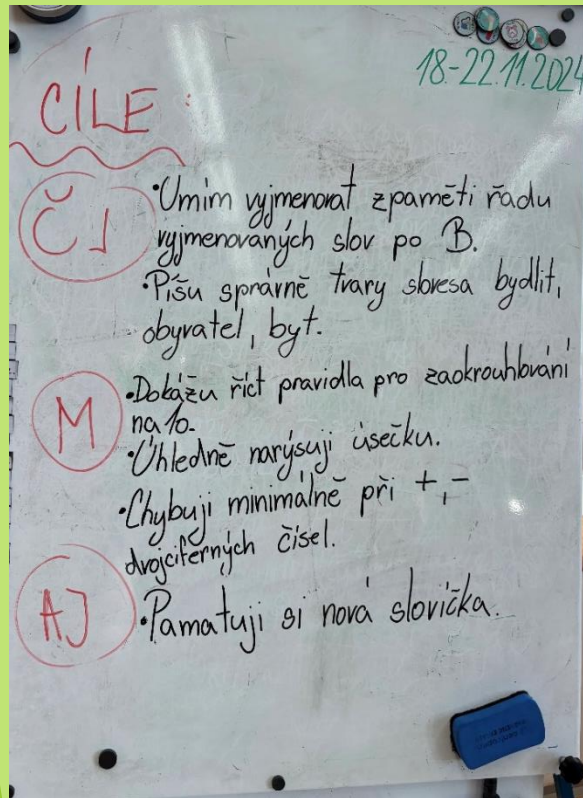 18.-22.11.2024
CÍLE:
ČJ
•Umím vyjmenovat zpaměti řadu
vyjmenovaných slov po B.
•Píšu správně tvary slovesa bydlit,
obyvatel, byt.
M
•Dokážu říct pravidla pro zaokrouhlování
na 10.
•Úhledně narýsuji úsečku.
•Chybuji minimálně při +,-
dvojciferných čísel.
AJ
•Pamatuji si nová slovíčka.